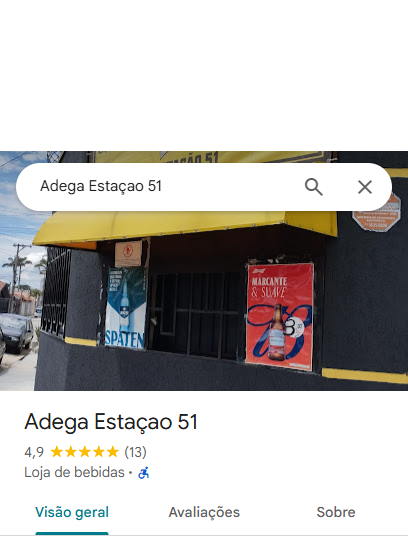 ESTAÇÃO 51
Adega Estaçao 51
MARCANTE
& SUAVE
SPATEN
Adega Estaçao 51
4,9 (13)
Loja de bebidas •
Visão geral
Avaliações
Sobre